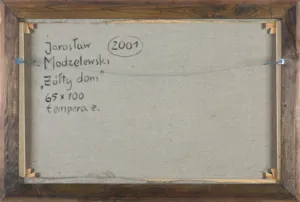 Jarosław 2001
Modzelewski
„Żółty dom"
65 x 100
tempera ż.